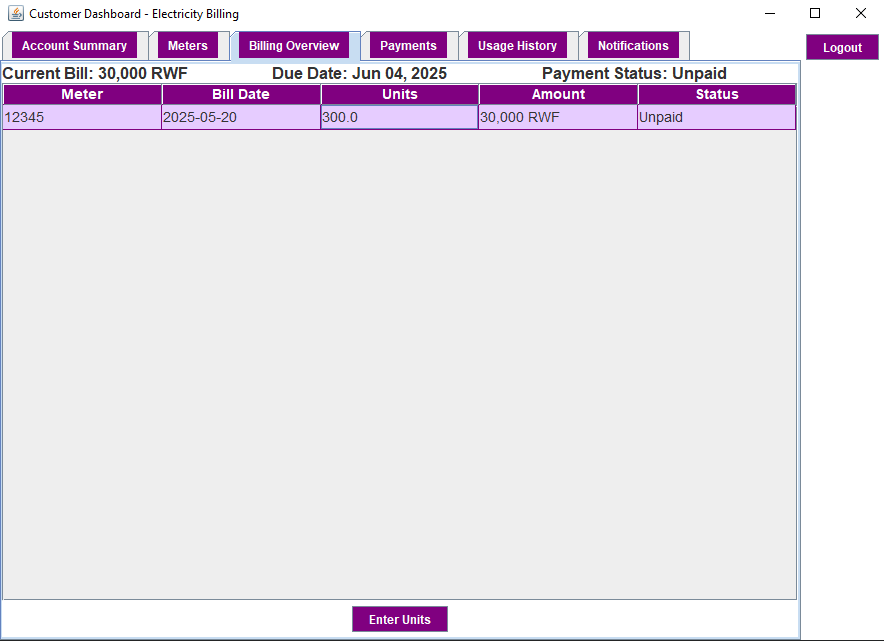 Customer Dashboard - Electricity Billing
Account Summary Meters Billing Overview Payments Usage History Notifications Logout
Current Bill: 30,000 RWF Due Date: Jun 04, 2025 Payment Status: Unpaid
Meter Bill Date Units Amount Status
12345 2025-05-20 300.0 30,000 RWF Unpaid
Enter Units